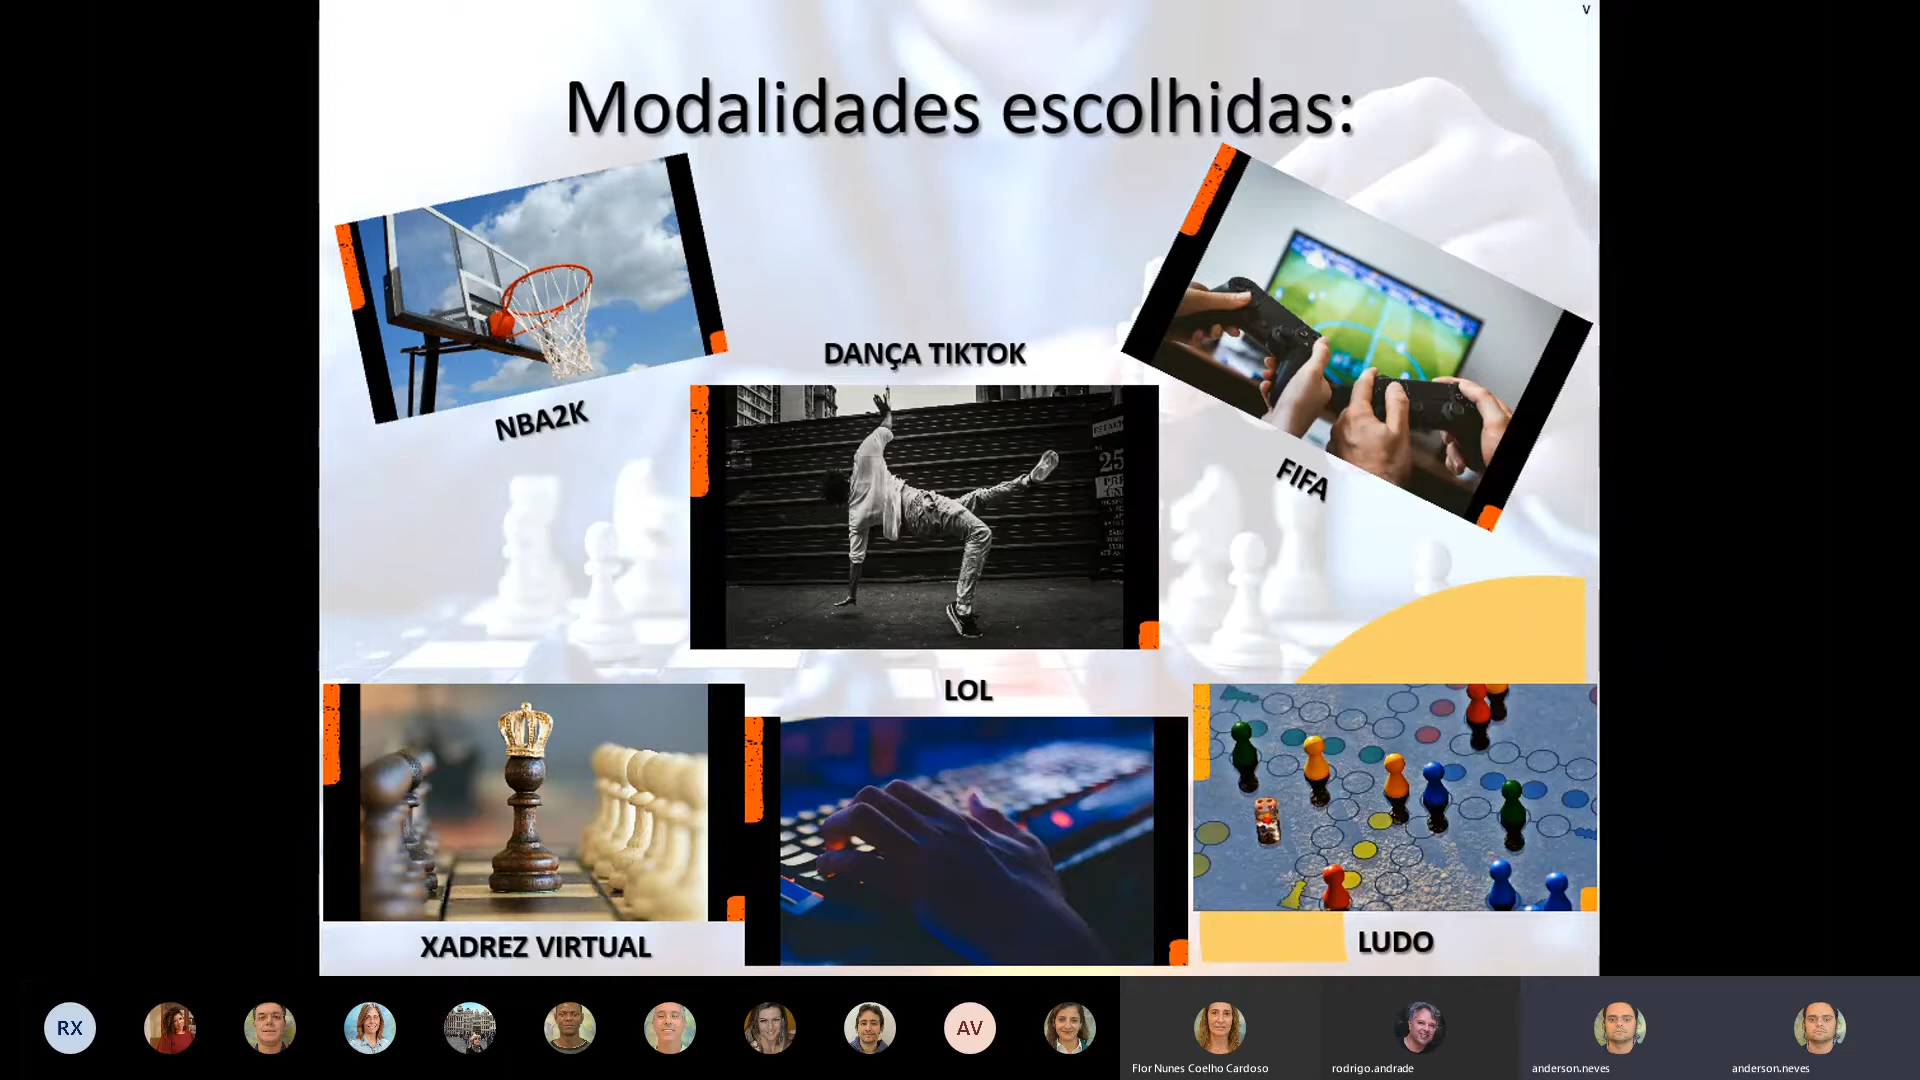 V
Modalidades escolhidas:
DANÇA TIKTOK
NBA2K
25
FIFA
LOL
XADREZ VIRTUAL
LUDO
RX
AV
Flor Nunes Coelho Cardoso
rodrigo.andrade
anderson.neves
anderson.neves